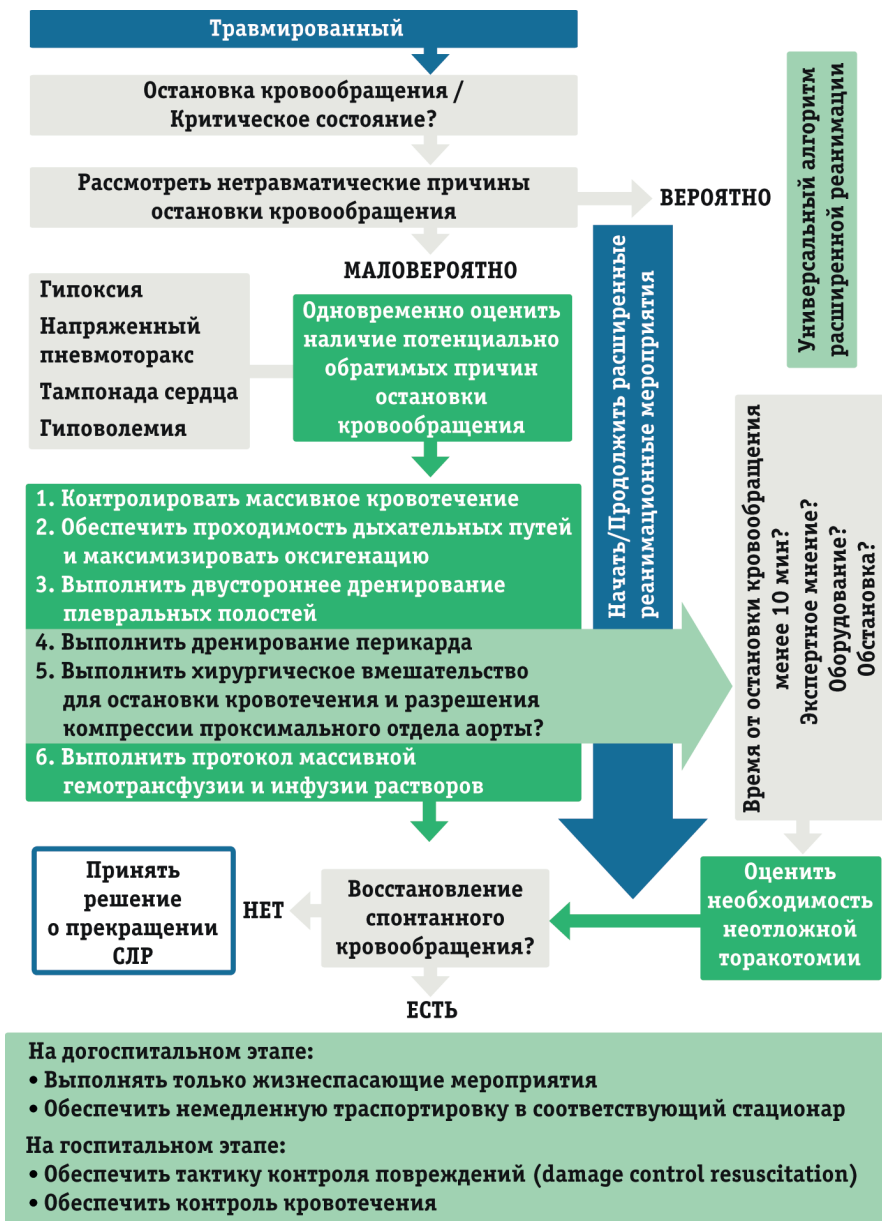 Травмированный
Остановка кровообращения /
Критическое состояние?
Рассмотреть нетравматические причины
остановки кровообращения
ВЕРОЯТНО
Универсальный алгоритм
расширенной реанимации
МАЛОВЕРОЯТНО
Гипоксия
Напряженный
пневмоторакс
Тампонада сердца
Гиповолемия
Одновременно оценить
наличие потенциально
обратимых причин
остановки
кровообращения
Начать/Продолжить расширенные
реанимационные мероприятия
1. Контролировать массивное кровотечение
2. Обеспечить проходимость дыхательных путей
и максимизировать оксигенацию
3. Выполнить двустороннее дренирование
плевральных полостей
4. Выполнить дренирование перикарда
5. Выполнить хирургическое вмешательство
для остановки кровотечения и разрешения
компрессии проксимального отдела аорты?
6. Выполнить протокол массивной
гемотрансфузии и инфузии растворов
Время от остановки кровообращения
менее 10 мин?
Экспертное мнение?
Оборудование?
Обстановка?
Принять
решение
о прекращении
СЛР
НЕТ
Восстановление
спонтанного
кровообращения?
Оценить
необходимость
неотложной
торакотомии
ЕСТЬ
На догоспитальном этапе:
• Выполнять только жизнеспасающие мероприятия
• Обеспечить немедленную траспортировку в соответствующий стационар
На госпитальном этапе:
• Обеспечить тактику контроля повреждений (damage control resuscitation)
• Обеспечить контроль кровотечения